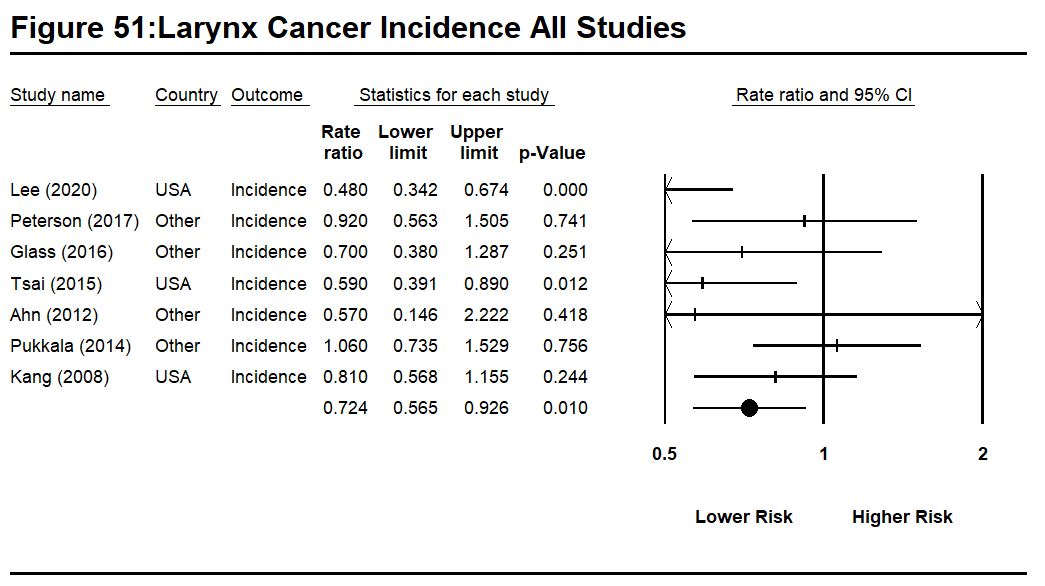 Figure 51:Larynx Cancer Incidence All Studies
Study name Country Outcome Statistics for each study Rate ratio and 95% CI
Rate Lower Upper
ratio limit limit p-Value
Lee (2020) USA Incidence 0.480 0.342 0.674 0.000
Peterson (2017) Other Incidence 0.920 0.563 1.505 0.741
Glass (2016) Other Incidence 0.700 0.380 1.287 0.251
Tsai (2015) USA Incidence 0.590 0.391 0.890 0.012
Ahn (2012) Other Incidence 0.570 0.146 2.222 0.418
Pukkala (2014) Other Incidence 1.060 0.735 1.529 0.756
Kang (2008) USA Incidence 0.810 0.568 1.155 0.244
0.724 0.565 0.926 0.010
0.5 1 2
Lower Risk Higher Risk